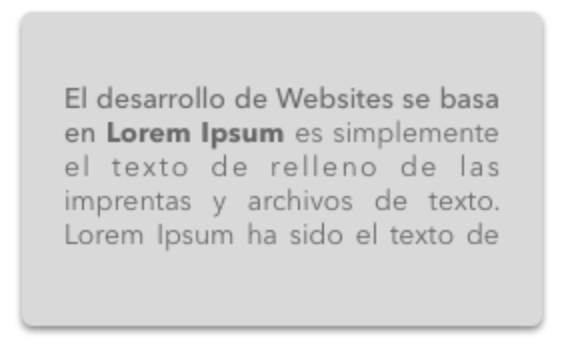 El desarrollo de Websites se basa
en Lorem Ipsum es simplemente
el texto de relleno de las
imprentas y archivos de texto.
Lorem Ipsum ha sido el texto de